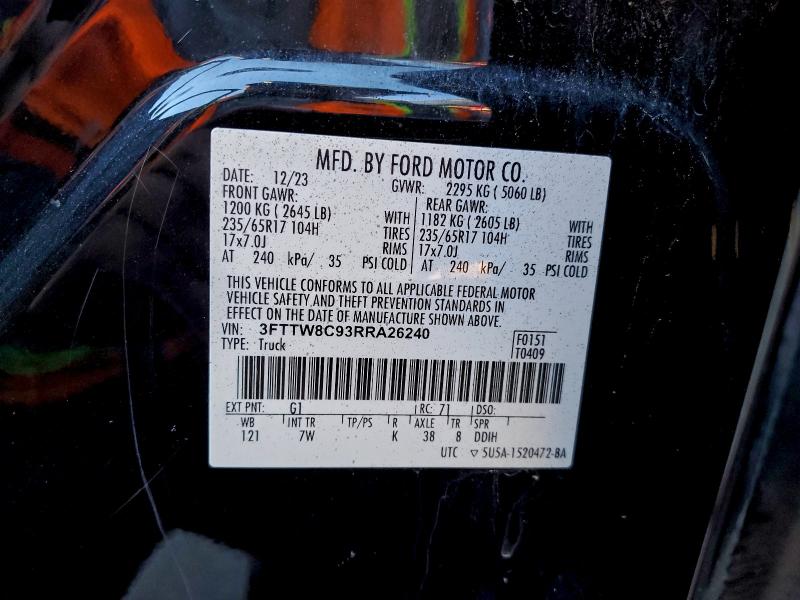 MFD. BY FORD MOTOR CO.
DATE: 12/23 GVWR: 2295 KG ( 5060 LB)
FRONT GAWR: REAR GAWR:
1200 KG ( 2645 LB) WITH 1182 KG ( 2605 LB) WITH
235/65R17 104H TIRES 235/65R17 104H TIRES
17x7.0J RIMS 17x7.0J RIMS
AT 240 kPa/ 35 PSI COLD AT 240 kPa/ 35 PSI COLD
THIS VEHICLE CONFORMS TO ALL APPLICABLE FEDERAL MOTOR
VEHICLE SAFETY AND THEFT PREVENTION STANDARDS IN
EFFECT ON THE DATE OF MANUFACTURE SHOWN ABOVE.
VIN: 3FTTW8C93RRA26240 F0151
TYPE: Truck T0409
EXT PNT: G1 RC: 71 DSO:
WB INT TR TP/PS R AXLE TR SPR
121 7W K 38 8 DDIH
UTC ▽ 5U5A-1520472-BA